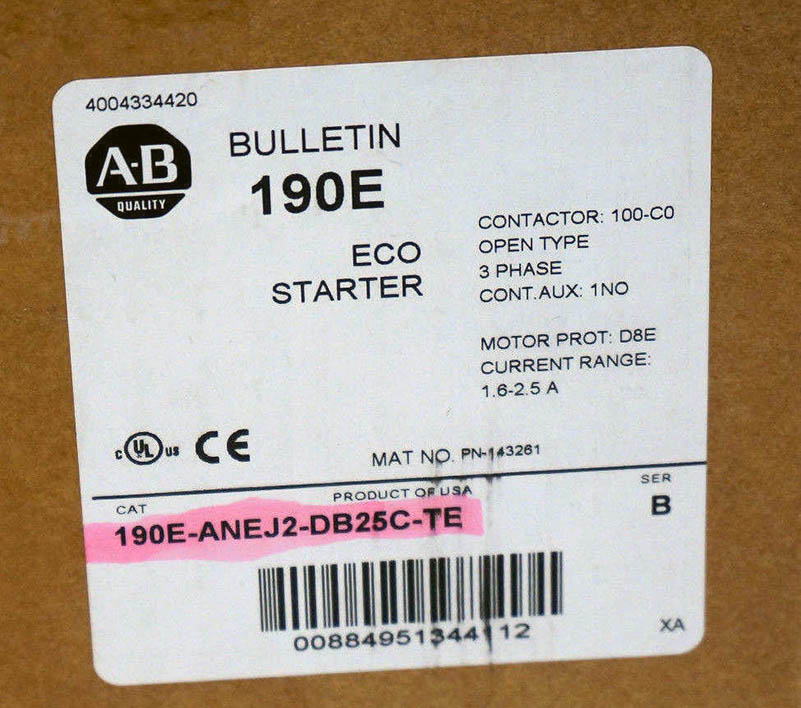 4004334420
A-B
QUALITY
BULLETIN
190E
ECO
STARTER
CONTACTOR: 100-C0
OPEN TYPE
3 PHASE
CONT.AUX: 1NO
MOTOR PROT: D8E
CURRENT RANGE:
1.6-2.5 A
C UL US CE
MAT NO. PN-143261
PRODUCT OF USA
CAT
190E-ANEJ2-DB25C-TE
SER
B
00884951344112
XA